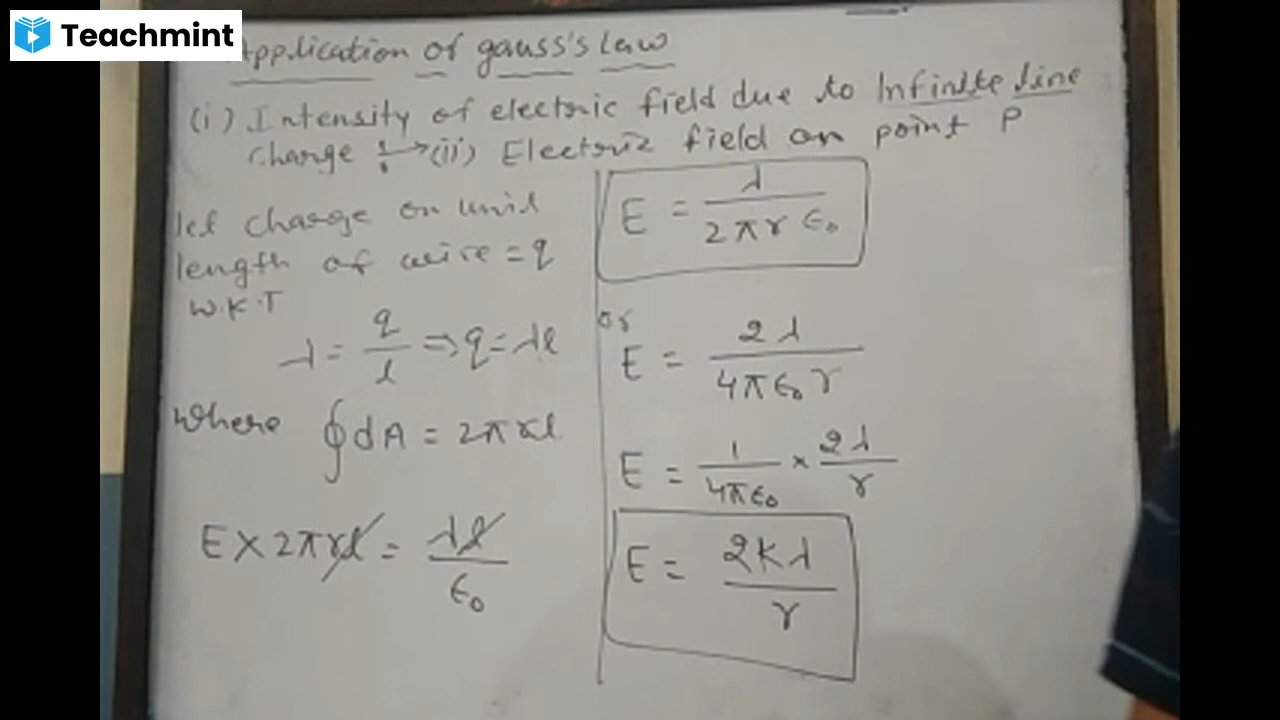 Teachmint
Application of gauss's Law
(i) Intensity of electric field due to Infinite line
charge (ii) Electric field on point P
let charge on unit
length of wire = q
W.K.T
λ = q/l ⇒ q = λl
where ∮dA = 2πrl
E × 2πrl = λl/ε₀
E = λ/2πrε₀
or
E = 2λ/4πε₀r
E = 1/4πε₀ × 2λ/r
E = 2Kλ/r